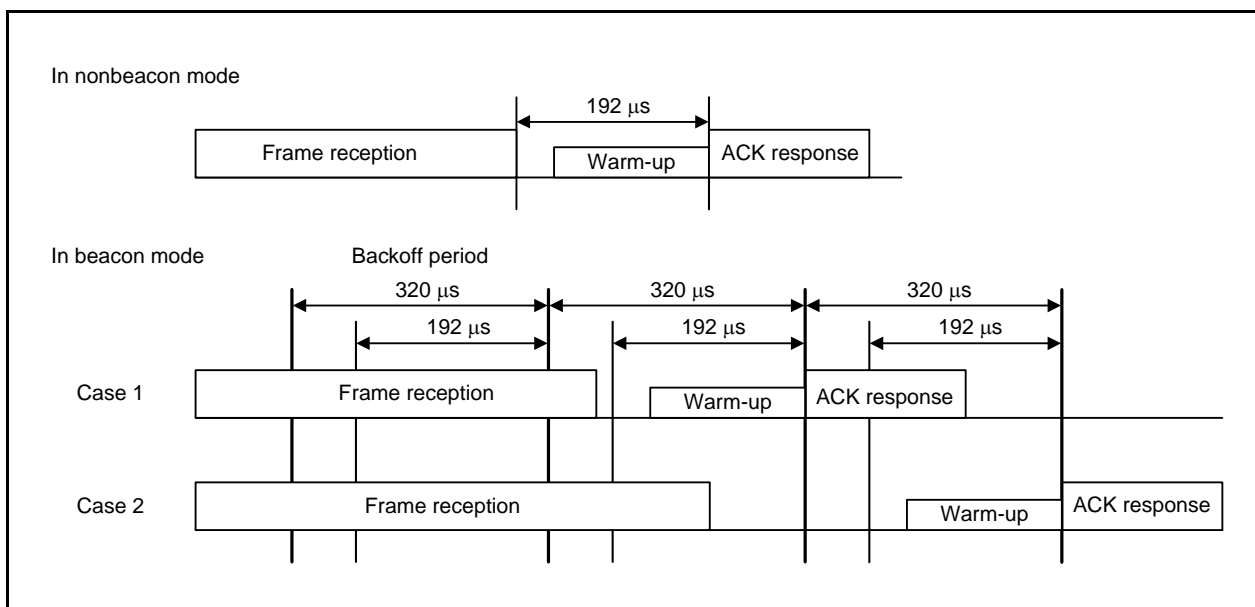 In nonbeacon mode
192 μs
Frame reception
Warm-up
ACK response
In beacon mode
Backoff period
320 μs
320 μs
320 μs
192 μs
192 μs
192 μs
Case 1
Frame reception
Warm-up
ACK response
Case 2
Frame reception
Warm-up
ACK response